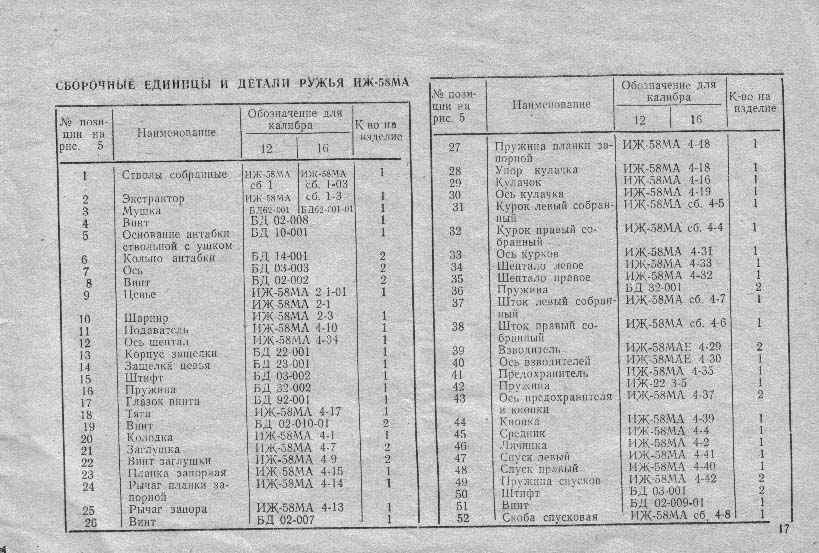 СБОРОЧНЫЕ ЕДИНИЦЫ И ДЕТАЛИ РУЖЬЯ ИЖ-58МА
№ пози- Наименование Обозначение для К-во на
ции на калибра изделие
рис. 5 12 16
1 Стволы собранные ИЖ-58МА ИЖ-58МА 1
сб 1 сб. 1-03
2 Экстрактор ИЖ-58МА сб. 1-3 1
3 Мушка БД62-001 БД62-001-01 1
4 Винт БД 02-008 1
5 Основание антабки БД 10-001 1
ствольной с ушком
6 Кольцо антабки БД 14-001 2
7 Ось БД 03-003 2
8 Винт БД 02-002 2
9 Цевье ИЖ-58МА 2 1-01 1
ИЖ-58МА 2-1
10 Шарнир ИЖ-58МА 2-3 1
11 Подаватель ИЖ-58МА 4-10 1
12 Ось шептал ИЖ-58МА 4-34 1
13 Корпус защелки БД 22-001 1
14 Защелка цевья БД 23-001 1
15 Штифт БД 03-002 1
16 Пружина БД 32-002 1
17 Глазок винта БД 92-001 1
18 Тяга ИЖ-58МА 4-17 1
19 Винт БД 02-010-01 2
20 Колодка ИЖ-58МА 4-1 1
21 Заглушка ИЖ-58МА 4-7 2
22 Винт заглушки ИЖ-58МА 4-9 2
23 Планка запорная ИЖ-58МА 4-15 1
24 Рычаг планки за- ИЖ-58МА 4-14 1
порной
25 Рычаг запора ИЖ-58МА 4-13 1
26 Винт БД 02-007 1
№ пози- Наименование Обозначение для К-во на
ции на калибра изделие
рис. 5 12 16
27 Пружина планки за- ИЖ-58МА 4-48 1
порной
28 Упор кулачка ИЖ-58МА 4-18 1
29 Кулачок ИЖ-58МА 4-16 1
30 Ось кулачка ИЖ-58МА 4-19 1
31 Курок левый собран- ИЖ-58МА сб. 4-5 1
ный
32 Курок правый со- ИЖ-58МА сб. 4-4 1
бранный
33 Ось курков ИЖ-58МА 4-31 1
34 Шептало левое ИЖ-58МА 4-33 1
35 Шептало правое ИЖ-58МА 4-32 1
36 Пружина БД 32-001 2
37 Шток левый собран- ИЖ-58МА сб. 4-7 1
ный
38 Шток правый со- ИЖ-58МА сб. 4-6 1
бранный
39 Взводитель ИЖ-58МАЕ 4-29 2
40 Ось взводителей ИЖ-58МАЕ 4-30 1
41 Предохранитель ИЖ-58МА 4-35 1
42 Пружина ИЖ-22 3-5 1
43 Ось предохранителя ИЖ-58МА 4-37 2
и кнопки
44 Кнопка ИЖ-58МА 4-39 1
45 Средник ИЖ-58МА 4-4 1
46 Личинка ИЖ-58МА 4-2 1
47 Спуск левый ИЖ-58МА 4-41 1
48 Спуск правый ИЖ-58МА 4-40 1
49 Пружина спусков ИЖ-58МА 4-42 2
50 Штифт БД 03-001 2
51 Винт БД 02-009-01 1
52 Скоба спусковая ИЖ-58МА сб. 4-8 1
17